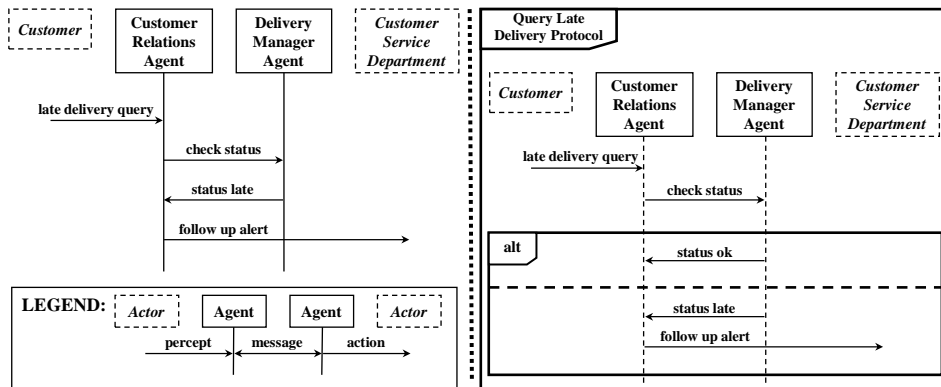 Customer
Customer
Relations
Agent
Delivery
Manager
Agent
Customer
Service
Department
late delivery query
check status
status late
follow up alert
LEGEND:
Actor
Agent
Agent
Actor
percept
message
action
Query Late
Delivery Protocol
Customer
Customer
Relations
Agent
Delivery
Manager
Agent
Customer
Service
Department
late delivery query
check status
alt
status ok
status late
follow up alert